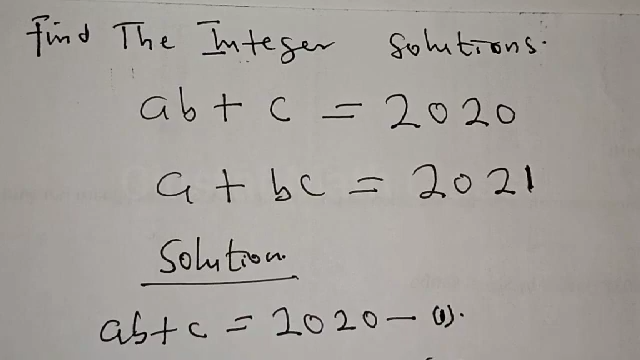 Find The Integer Solutions.
ab + c = 2020
a + bc = 2021
Solution
ab+c = 2020 — (1).